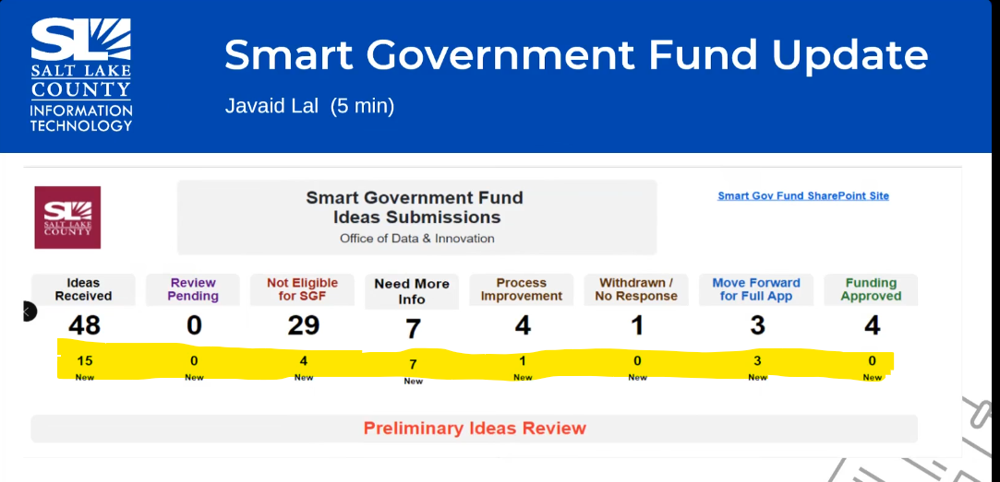 SL
SALT LAKE
COUNTY
INFORMATION
TECHNOLOGY
Smart Government Fund Update
Javaid Lal (5 min)
SL
SALT LAKE
COUNTY
Smart Government Fund
Ideas Submissions
Office of Data & Innovation
Smart Gov Fund SharePoint Site
Ideas
Received
48
15
New
Review
Pending
0
0
New
Not Eligible
for SGF
29
4
New
Need More
Info
7
7
New
Process
Improvement
4
1
New
Withdrawn /
No Response
1
0
New
Move Forward
for Full App
3
3
New
Funding
Approved
4
0
New
Preliminary Ideas Review